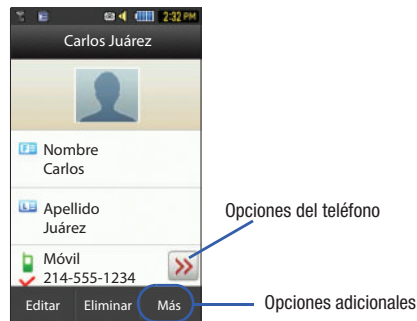 2:32 PM
Carlos Juárez
Nombre
Carlos
Apellido
Juárez
Móvil
214-555-1234
Editar Eliminar Más
Opciones del teléfono
Opciones adicionales